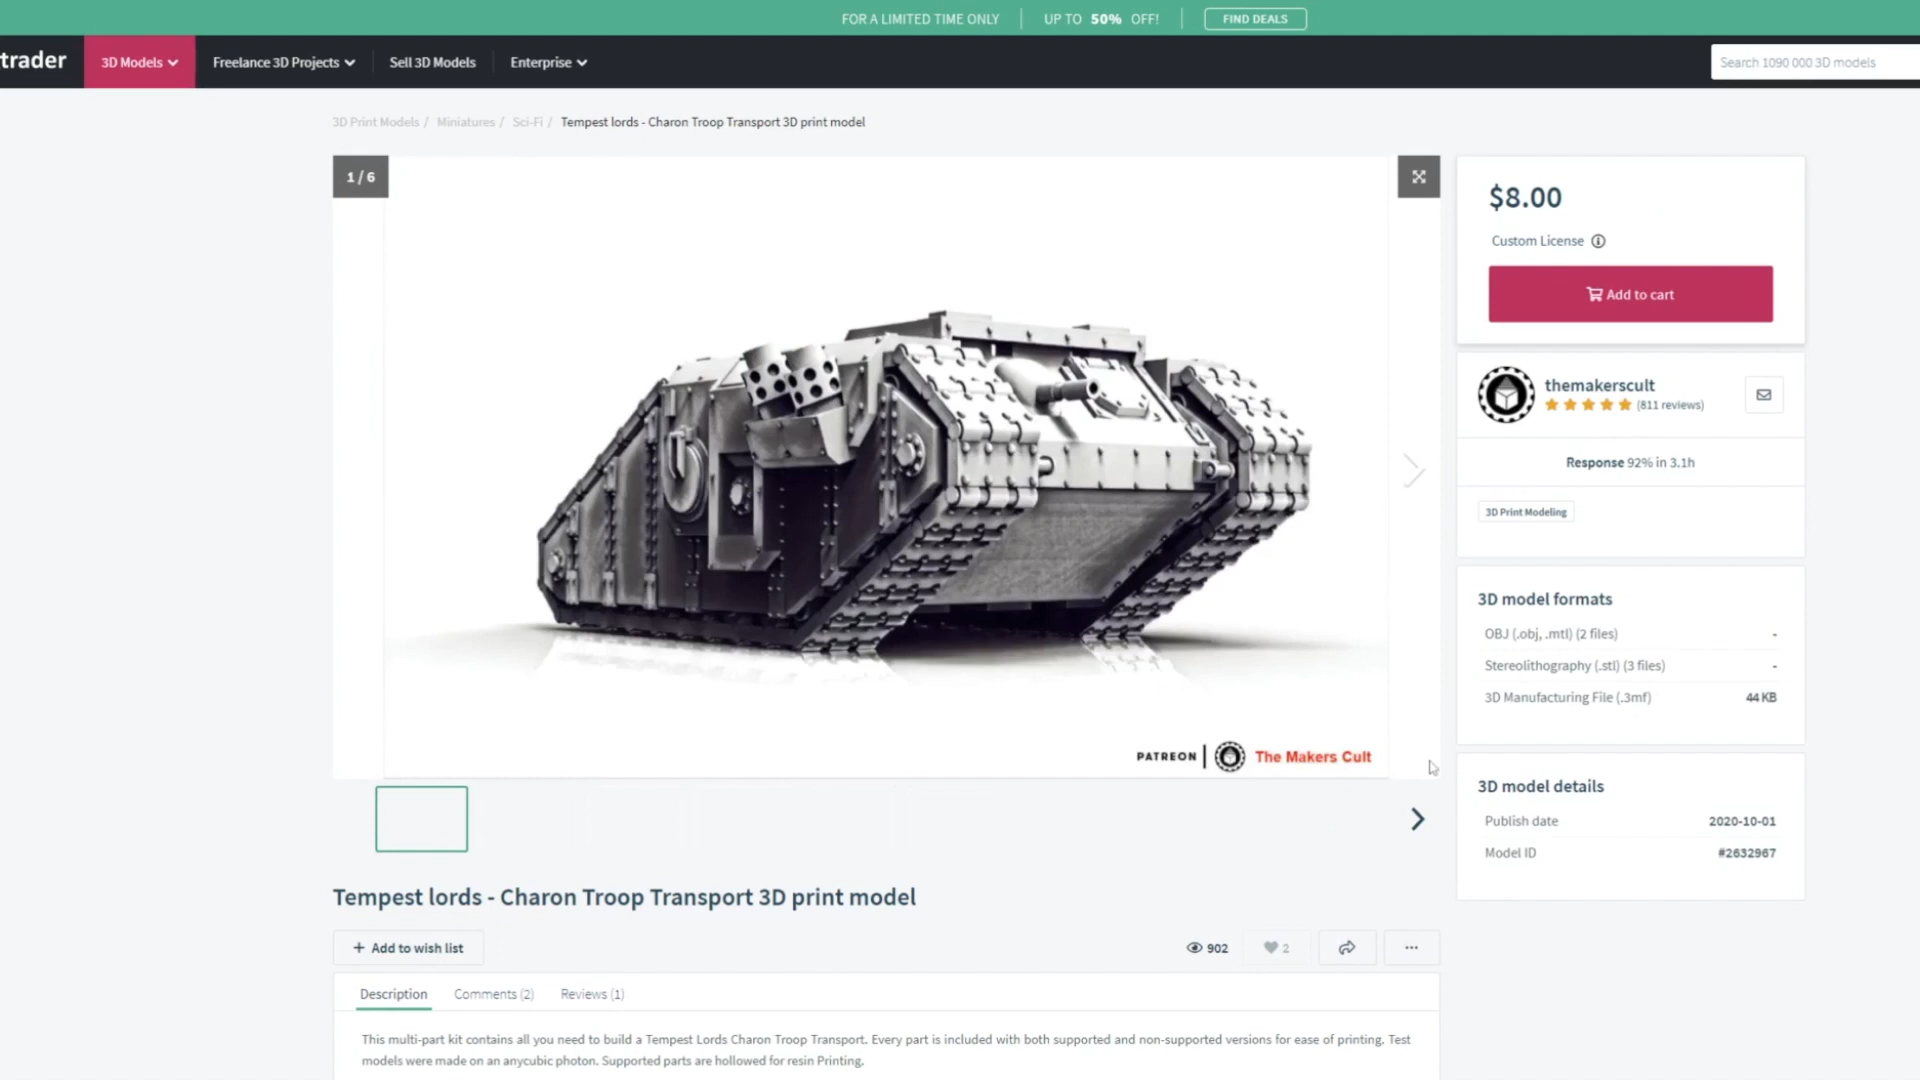 FOR A LIMITED TIME ONLY UP TO 50% OFF! FIND DEALS
trader 3D Models Freelance 3D Projects Sell 3D Models Enterprise Search 1090 000 3D models
3D Print Models / Miniatures / Sci-Fi / Tempest lords - Charon Troop Transport 3D print model
1 / 6
$8.00
Custom License
Add to cart
themakerscult
(811 reviews)
Response 92% in 3.1h
3D Print Modeling
3D model formats
OBJ (.obj, .mtl) (2 files) -
Stereolithography (.stl) (3 files) -
3D Manufacturing File (.3mf) 44 KB
PATREON | The Makers Cult
3D model details
Publish date 2020-10-01
Model ID #2632967
Tempest lords - Charon Troop Transport 3D print model
+ Add to wish list 902 2 ...
Description Comments (2) Reviews (1)
This multi-part kit contains all you need to build a Tempest Lords Charon Troop Transport. Every part is included with both supported and non-supported versions for ease of printing. Test
models were made on an anycubic photon. Supported parts are hollowed for resin Printing.